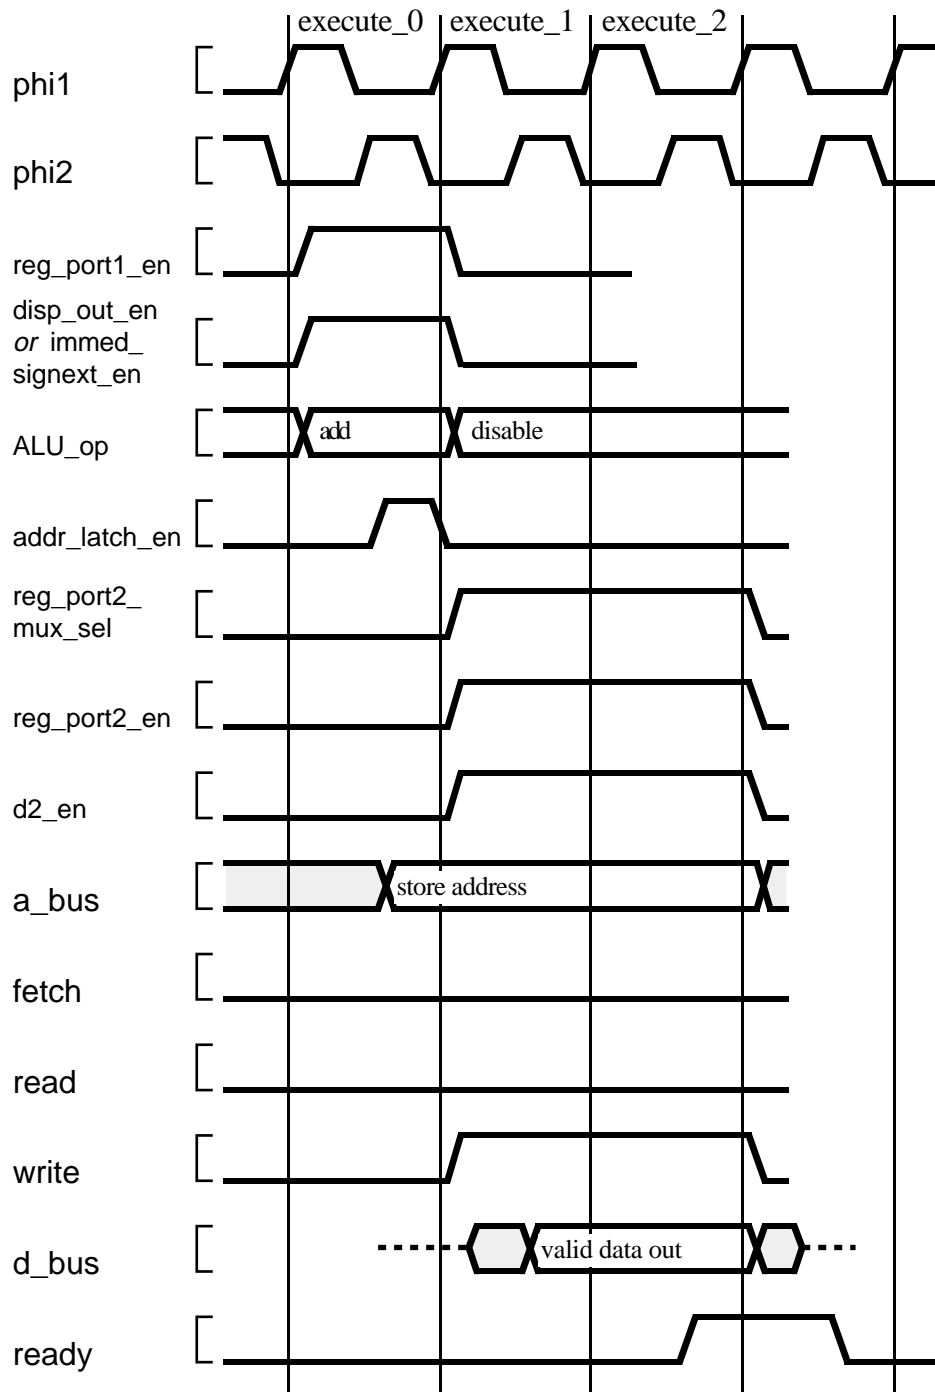 execute_0 execute_1 execute_2
phi1
phi2
reg_port1_en
disp_out_en
or immed_
signext_en
ALU_op add disable
addr_latch_en
reg_port2_
mux_sel
reg_port2_en
d2_en
a_bus store address
fetch
read
write
d_bus valid data out
ready